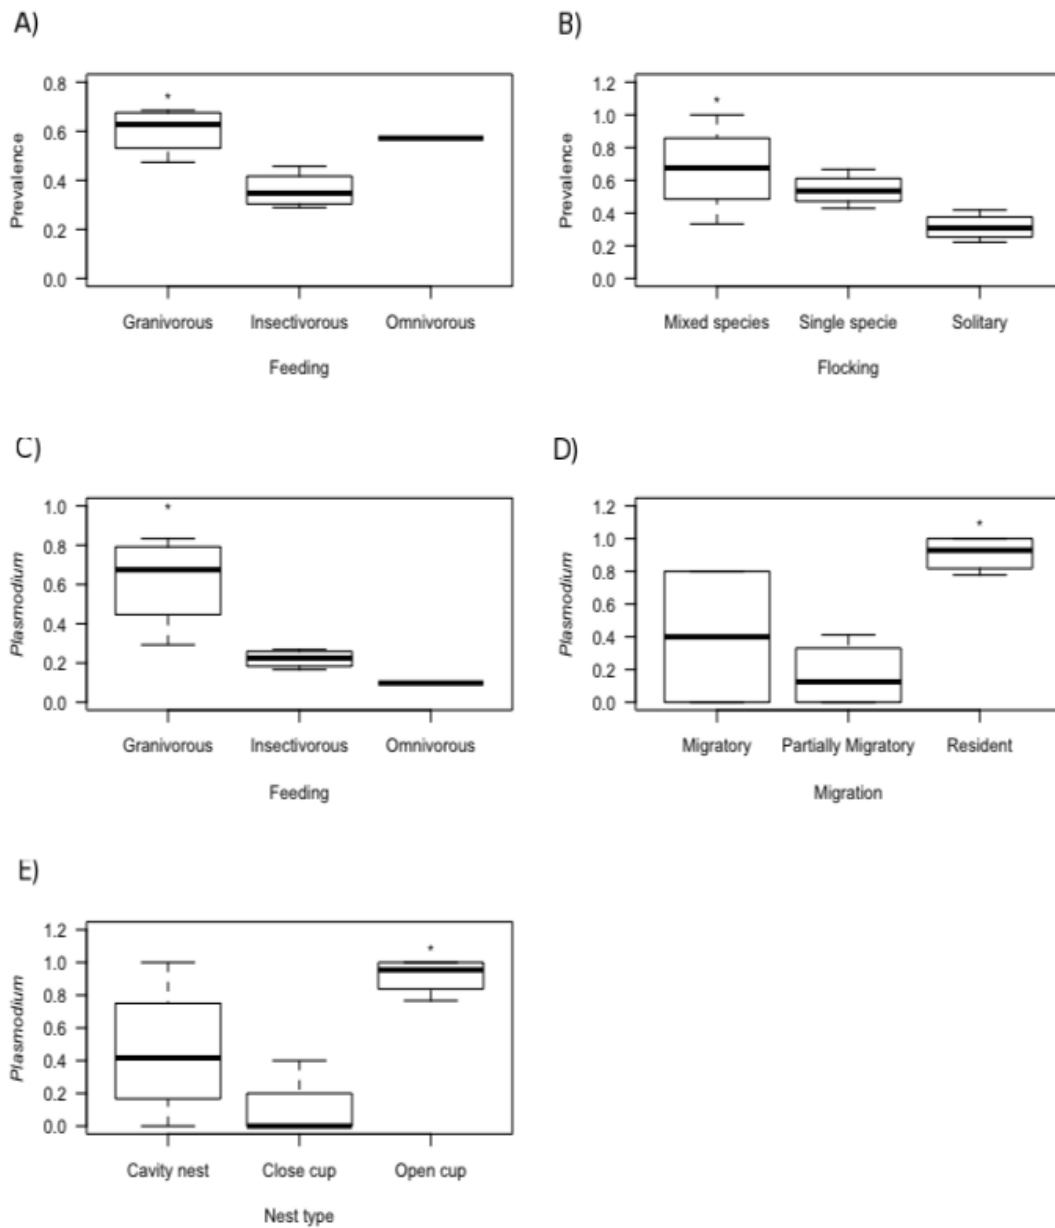 A)
Prevalence
0.8
0.6
0.4
0.2
0.0
*
Granivorous Insectivorous Omnivorous
Feeding
B)
Prevalence
1.2
1.0
0.8
0.6
0.4
0.2
0.0
*
Mixed species Single specie Solitary
Flocking
C)
Plasmodium
1.0
0.8
0.6
0.4
0.2
0.0
*
Granivorous Insectivorous Omnivorous
Feeding
D)
Plasmodium
1.2
1.0
0.8
0.6
0.4
0.2
0.0
*
Migratory Partially Migratory Resident
Migration
E)
Plasmodium
1.2
1.0
0.8
0.6
0.4
0.2
0.0
*
Cavity nest Close cup Open cup
Nest type